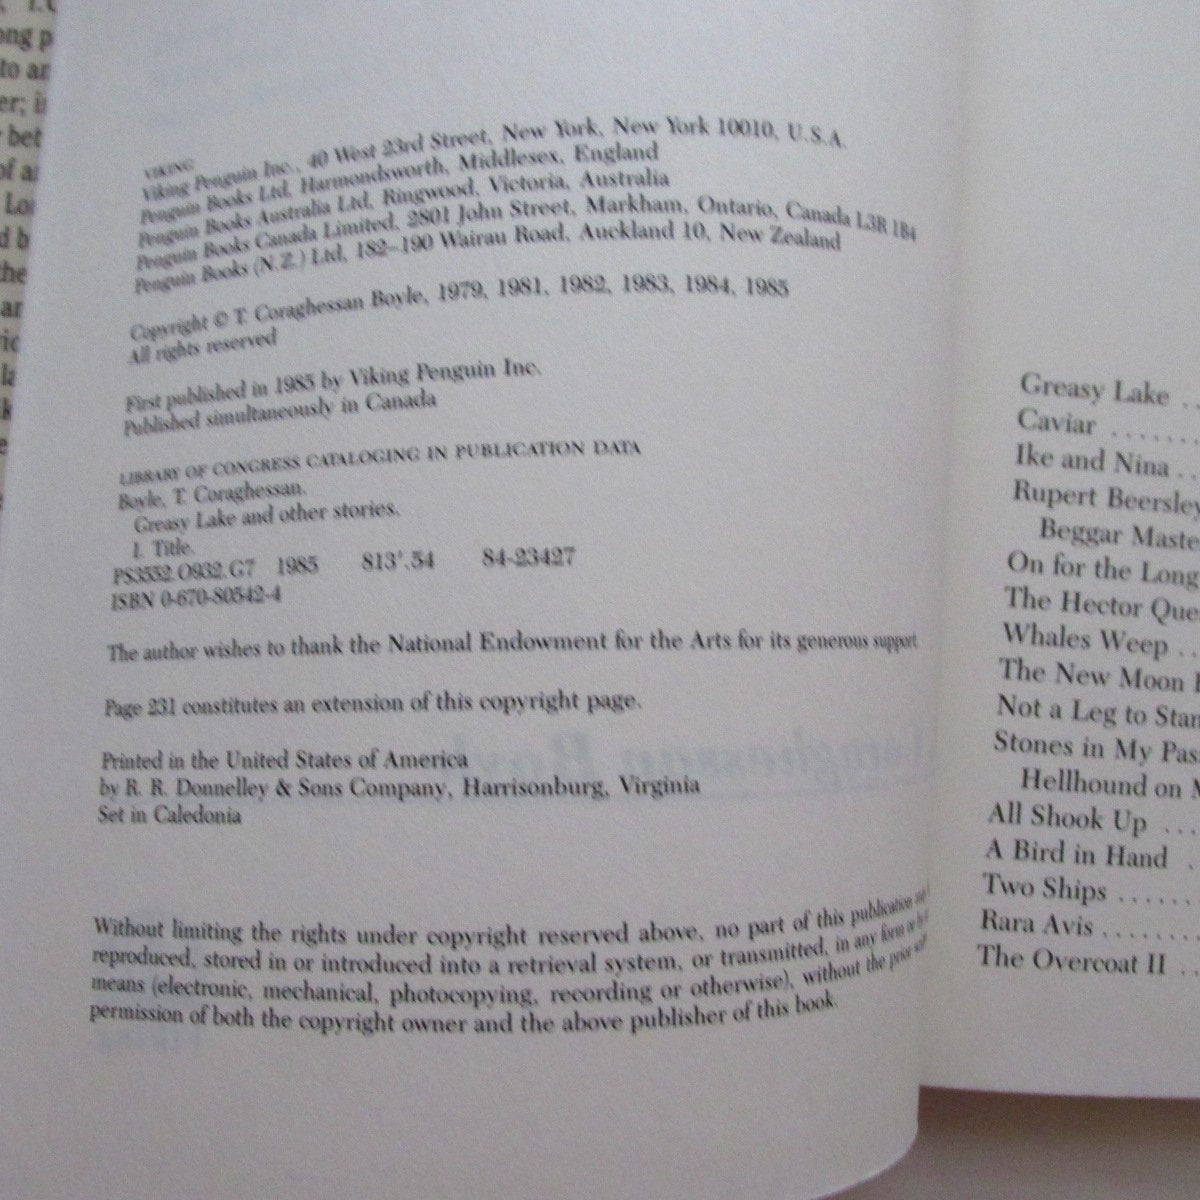 VIKING
Viking Penguin Inc., 40 West 23rd Street, New York, New York 10010, U.S.A.
Penguin Books Ltd, Harmondsworth, Middlesex, England
Penguin Books Australia Ltd, Ringwood, Victoria, Australia
Penguin Books Canada Limited, 2801 John Street, Markham, Ontario, Canada L3R 1B4
Penguin Books (N.Z.) Ltd, 182–190 Wairau Road, Auckland 10, New Zealand
Copyright © T. Coraghessan Boyle, 1979, 1981, 1982, 1983, 1984, 1985
All rights reserved
First published in 1985 by Viking Penguin Inc.
Published simultaneously in Canada
LIBRARY OF CONGRESS CATALOGING IN PUBLICATION DATA
Boyle, T. Coraghessan.
Greasy Lake and other stories.
I. Title.
PS3552.O932.G7 1985 813'.54 84-23427
ISBN 0-670-80542-4
The author wishes to thank the National Endowment for the Arts for its generous support.
Page 231 constitutes an extension of this copyright page.
Printed in the United States of America
by R. R. Donnelley & Sons Company, Harrisonburg, Virginia
Set in Caledonia
Without limiting the rights under copyright reserved above, no part of this publication may
reproduced, stored in or introduced into a retrieval system, or transmitted, in any form or by
means (electronic, mechanical, photocopying, recording or otherwise), without the prior
permission of both the copyright owner and the above publisher of this book.
Greasy Lake ..
Caviar .......
Ike and Nina ..
Rupert Beersley
Beggar Maste
On for the Long
The Hector Que
Whales Weep ..
The New Moon
Not a Leg to Stan
Stones in My Pas
Hellhound on
All Shook Up ...
A Bird in Hand .
Two Ships ......
Rara Avis ........
The Overcoat II ..